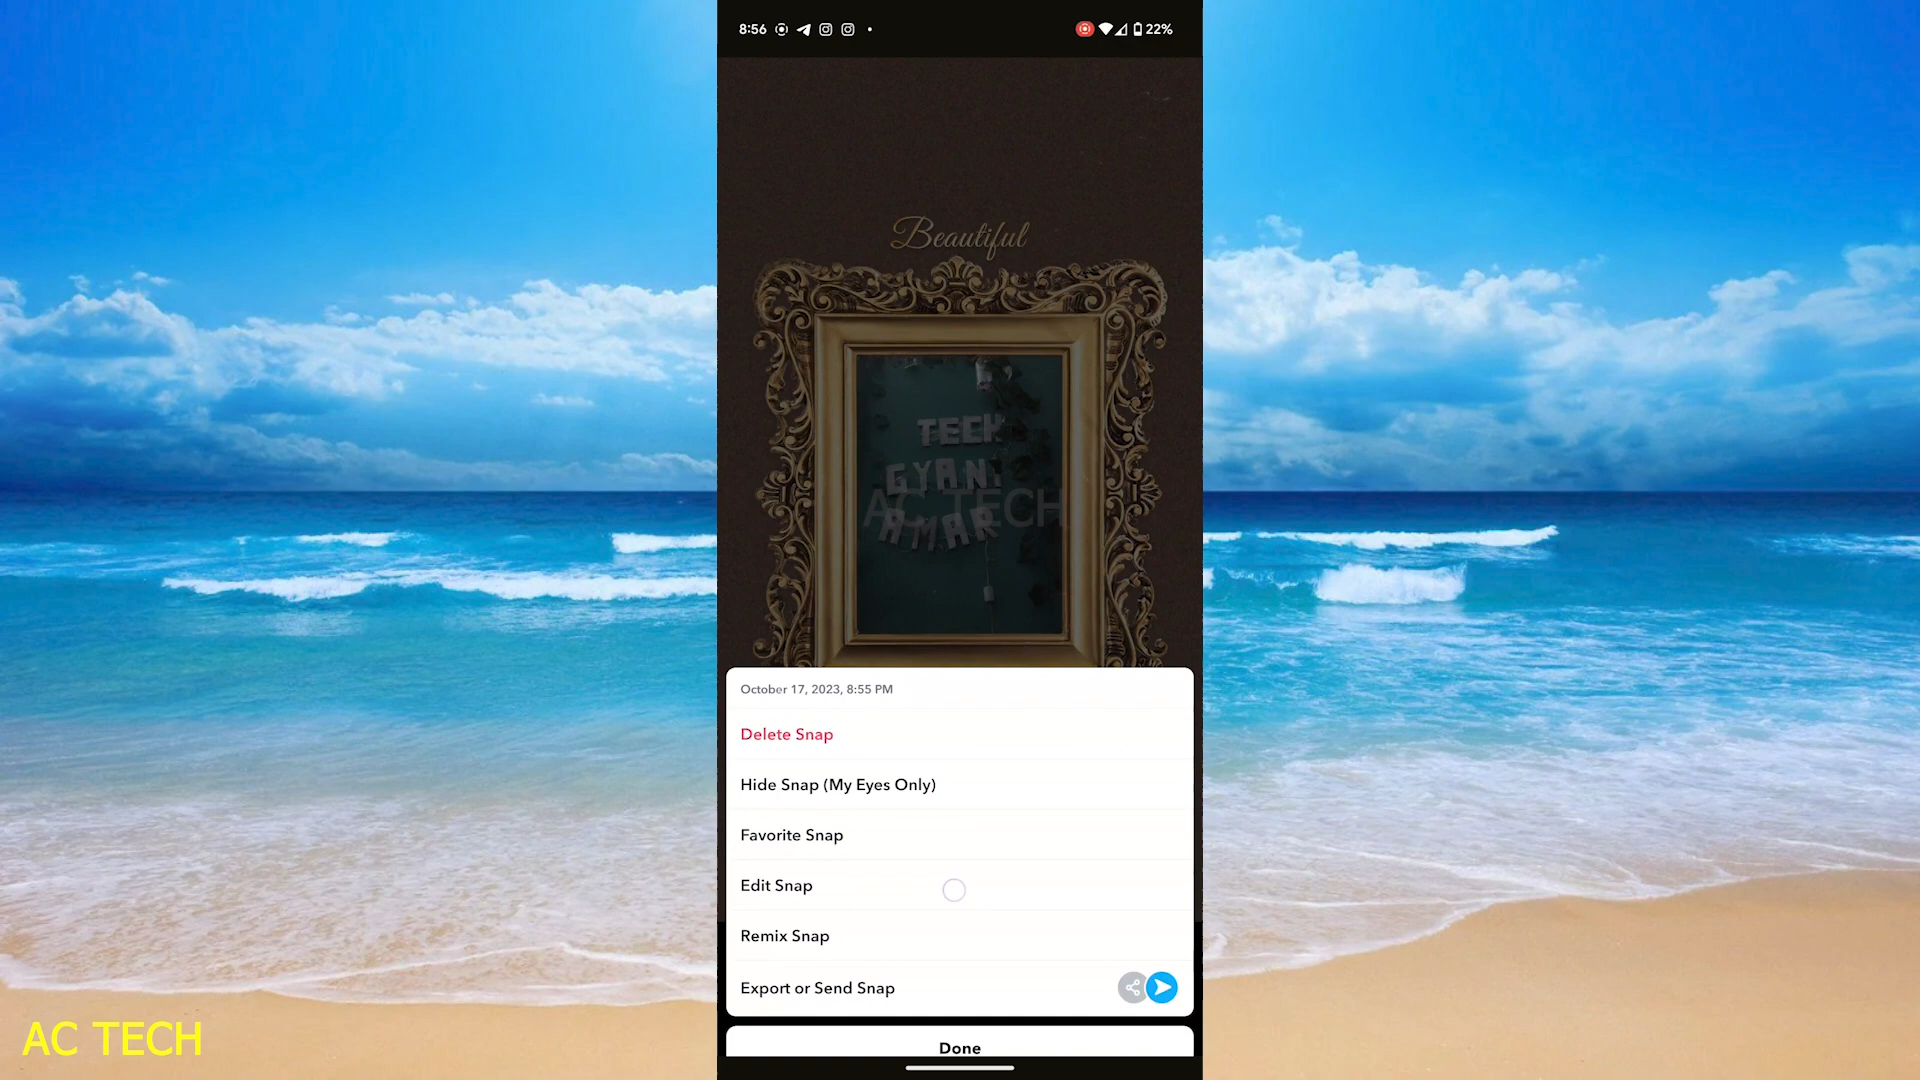 8:56
22%
Beautiful
TECH
GYANI
AMAR
AC TECH
October 17, 2023, 8:55 PM
Delete Snap
Hide Snap (My Eyes Only)
Favorite Snap
Edit Snap
Remix Snap
Export or Send Snap
Done
AC TECH